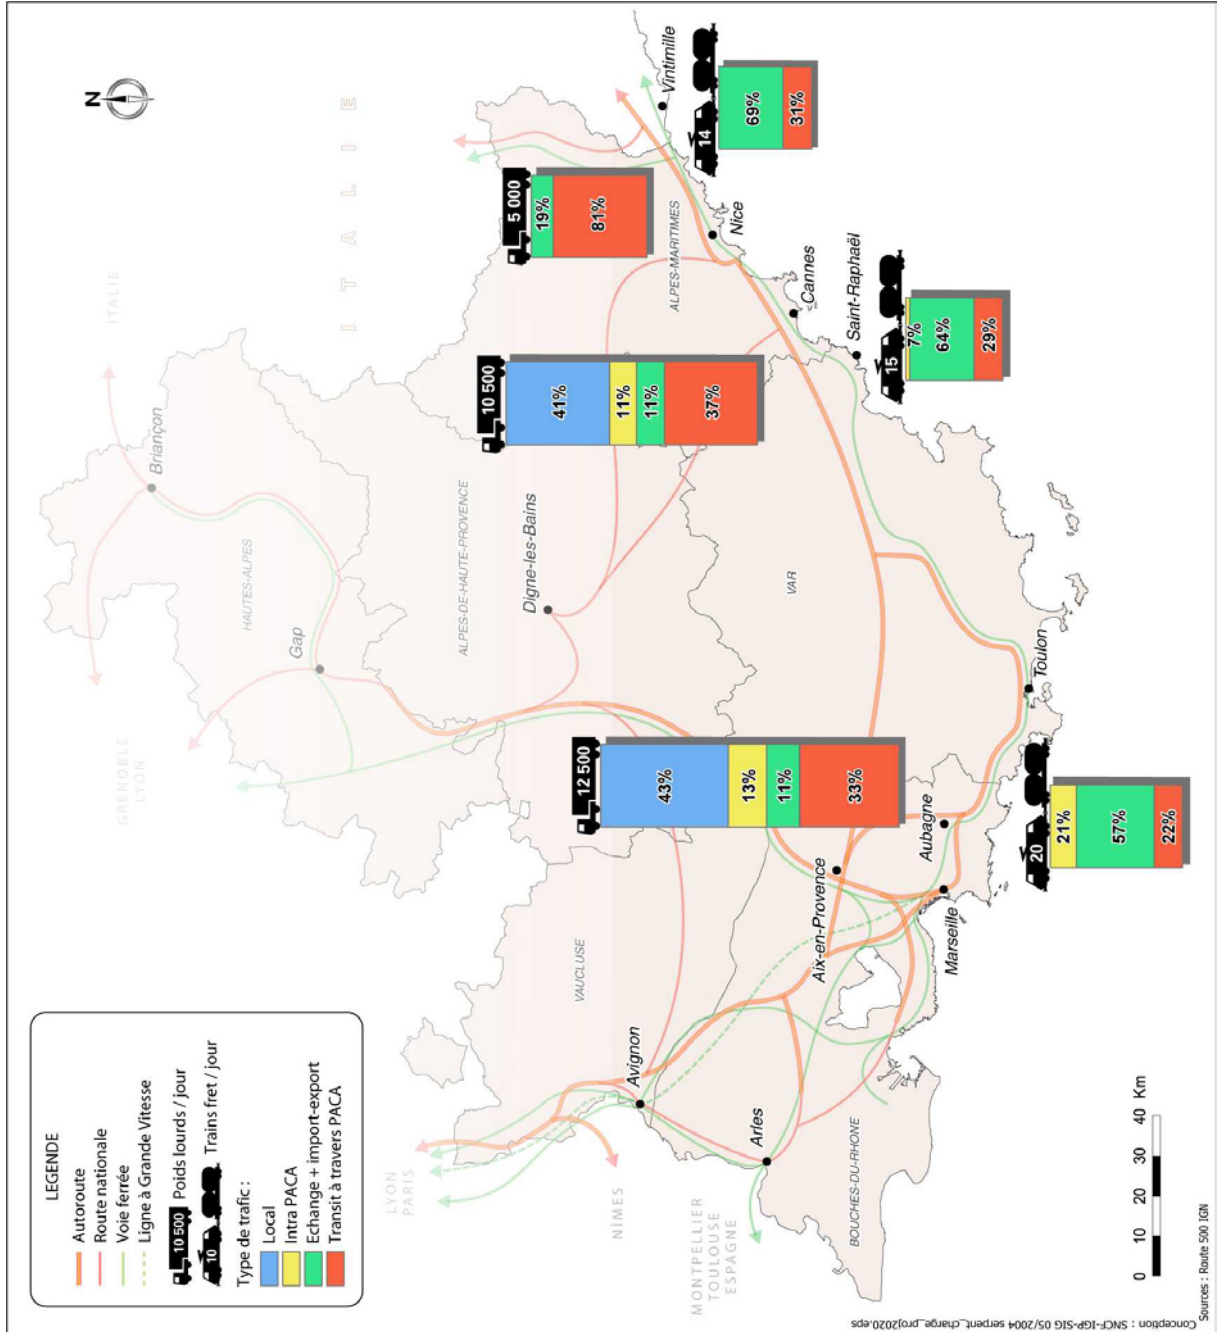 LEGENDE
Autoroute
Route nationale
Voie ferrée
Ligne à Grande Vitesse
10 500 Poids lourds / jour
10 Trains fret / jour
Type de trafic :
Local
Intra PACA
Echange + import-export
Transit à travers PACA
N
ITALIE
ITALIE
GRENOBLE
LYON
LYON
PARIS
NÎMES
MONTPELLIER
TOULOUSE
ESPAGNE
Briançon
HAUTES-ALPES
Gap
ALPES-DE-HAUTE-PROVENCE
Digne-les-Bains
VAUCLUSE
Avignon
Arles
BOUCHES-DU-RHONE
Aix-en-Provence
Aubagne
Marseille
VAR
Toulon
ALPES-MARITIMES
Vintimille
Nice
Cannes
Saint-Raphaël
12 500
43%
13%
11%
33%
10 500
41%
11%
11%
37%
5 000
19%
81%
20
21%
57%
22%
15
7%
64%
29%
14
69%
31%
0 10 20 30 40 Km
Sources : Route 500 IGN
Conception : SNCF-IGP-SIG 05/2004 serpent_charge_proj2020.eps